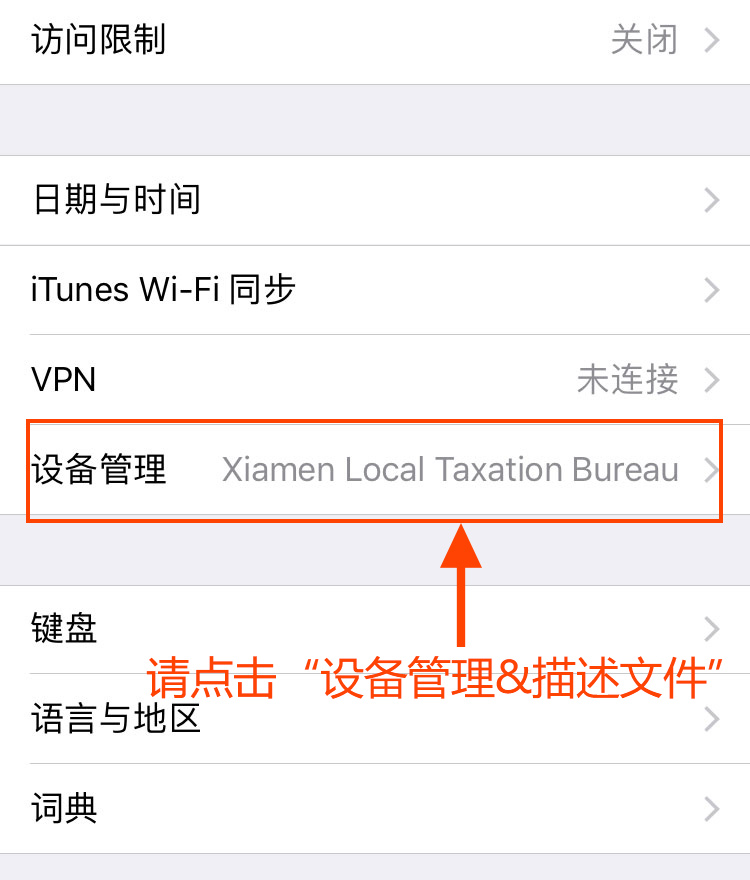 访问限制 关闭
日期与时间
iTunes Wi-Fi 同步
VPN 未连接
设备管理 Xiamen Local Taxation Bureau
键盘
请点击“设备管理&描述文件”
语言与地区
词典